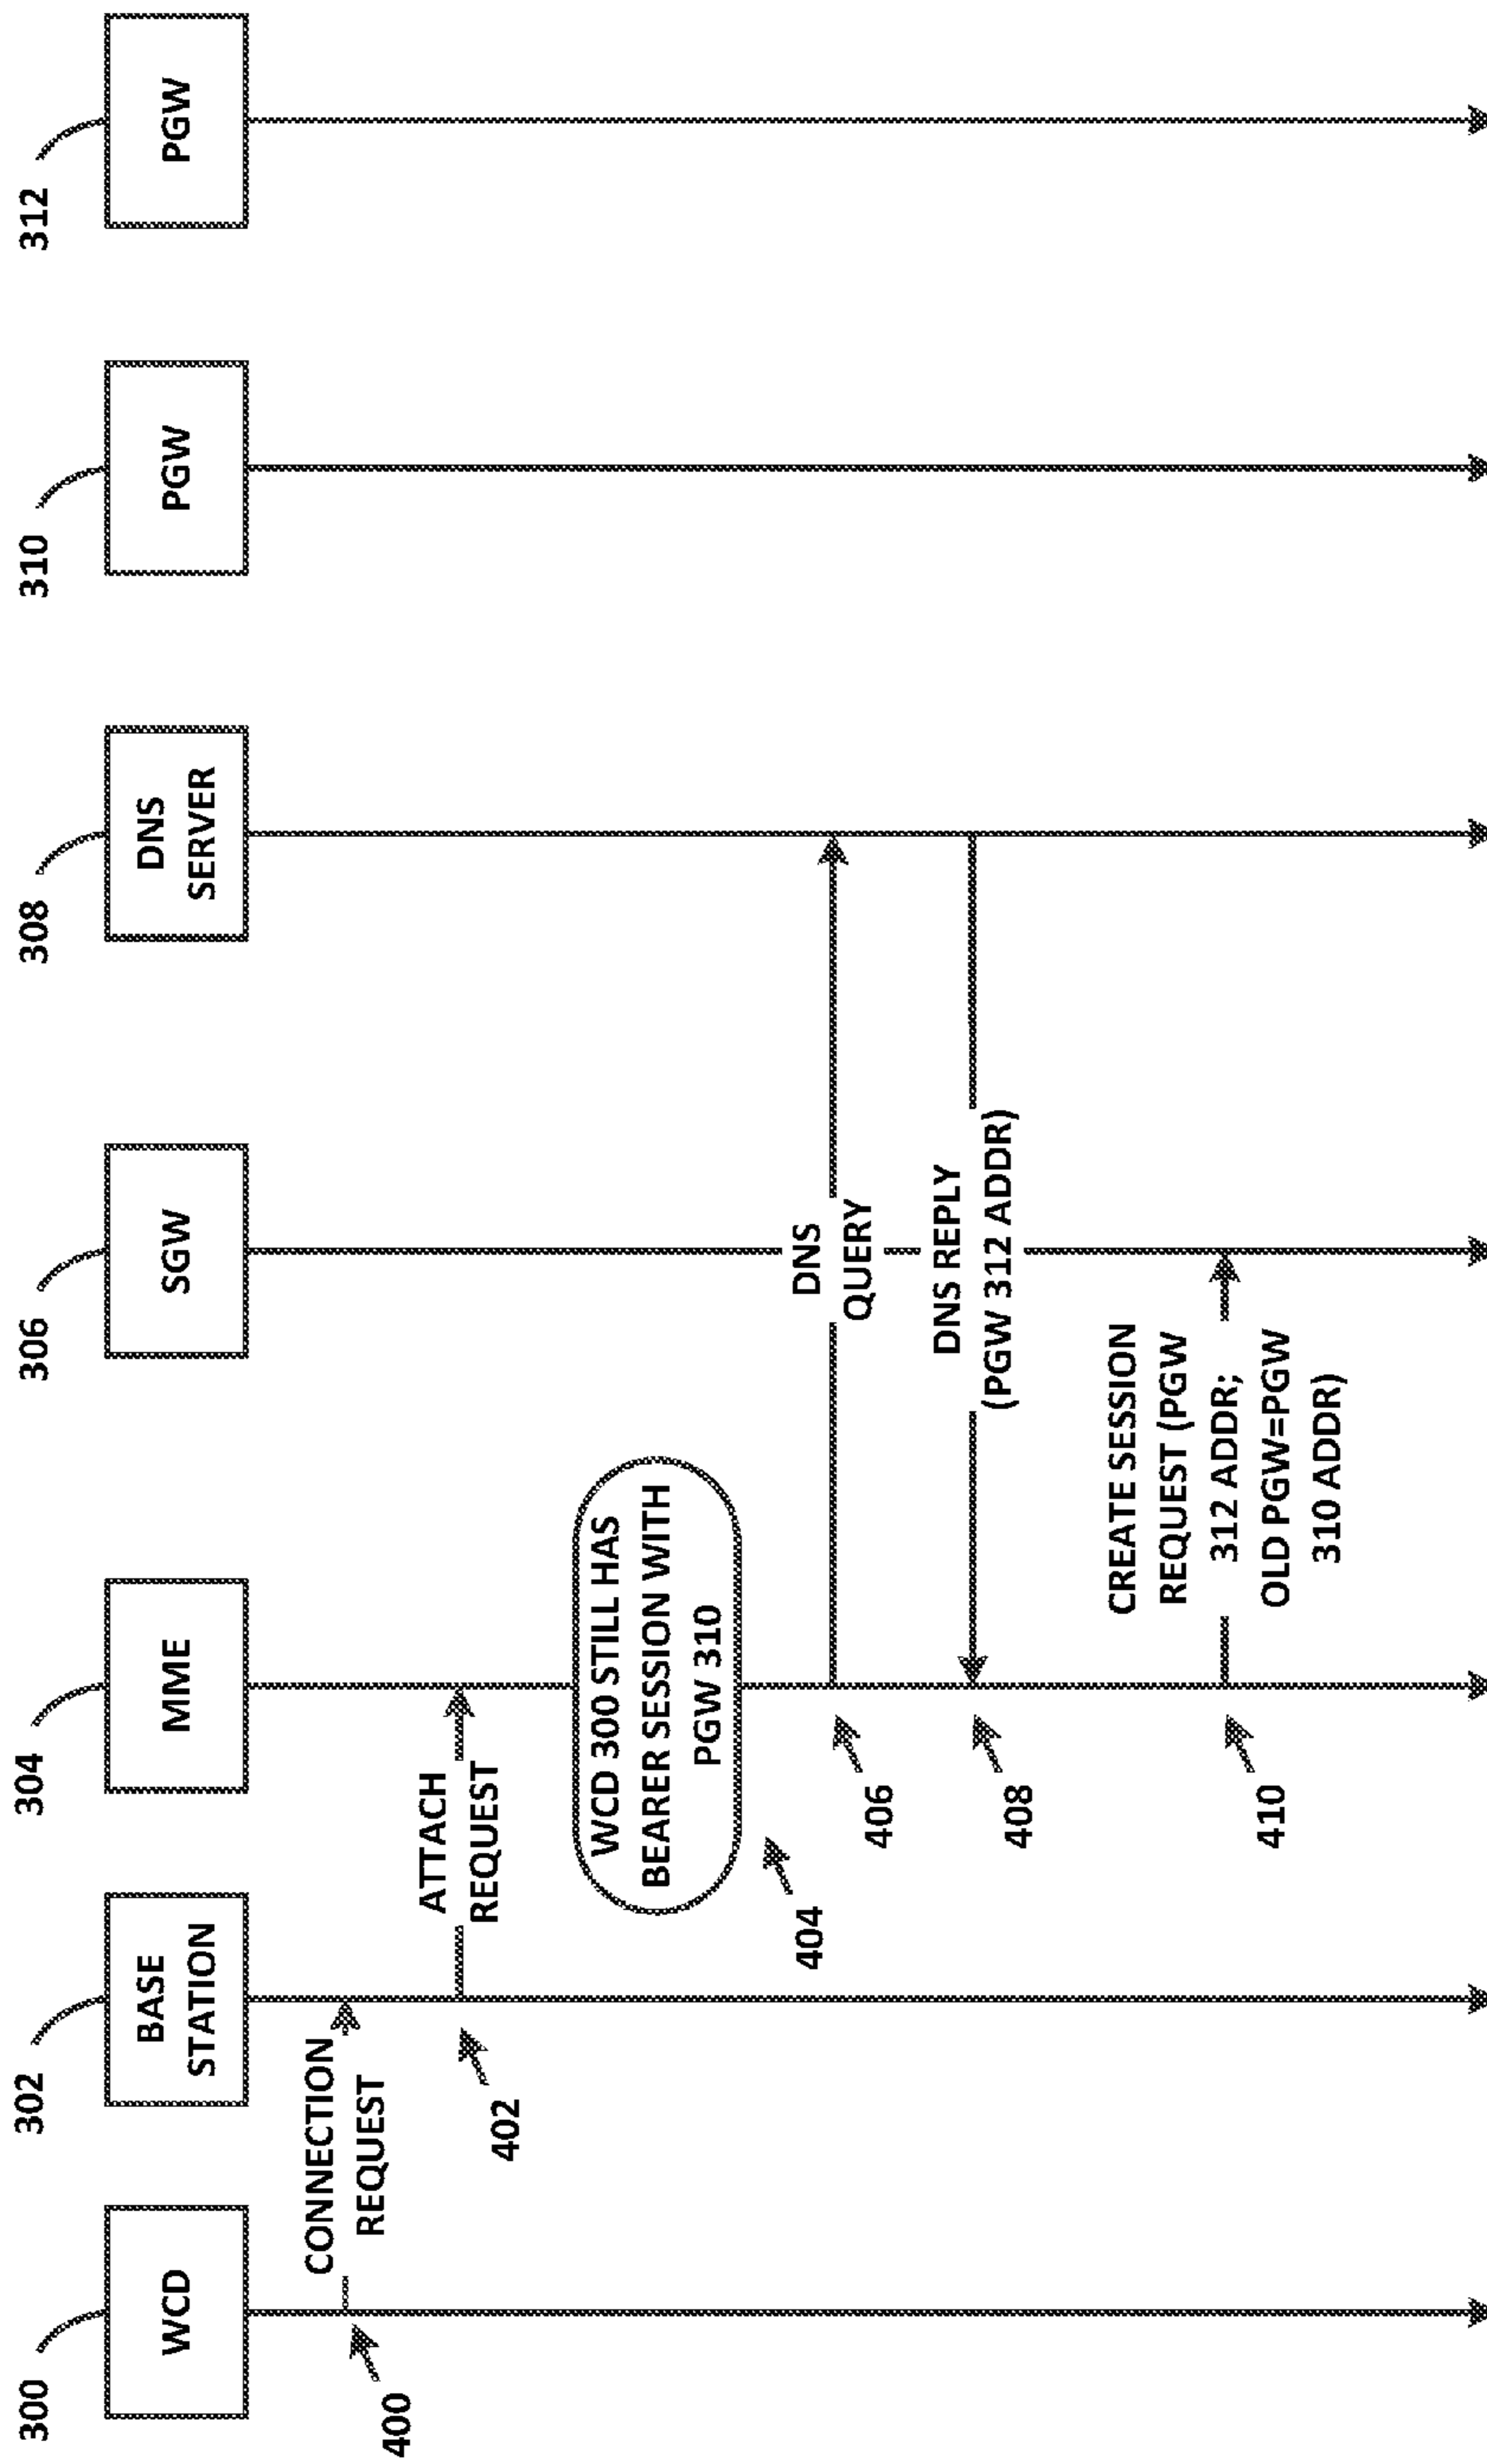 300
302
304
306
308
310
312
WCD
BASE
STATION
MME
SGW
DNS
SERVER
PGW
PGW
400
CONNECTION
REQUEST
402
ATTACH
REQUEST
404
WCD 300 STILL HAS
BEARER SESSION WITH
PGW 310
406
DNS
QUERY
408
DNS REPLY
(PGW 312 ADDR)
410
CREATE SESSION
REQUEST (PGW
312 ADDR;
OLD PGW=PGW
310 ADDR)